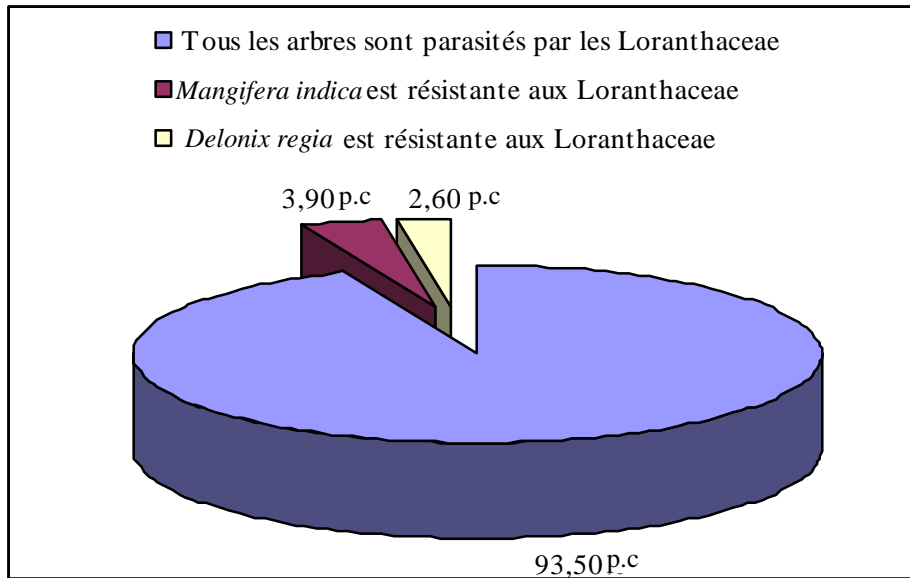 Tous les arbres sont parasités par les Loranthaceae
Mangifera indica est résistante aux Loranthaceae
Delonix regia est résistante aux Loranthaceae
3,90 p.c
2,60 p.c
93,50 p.c